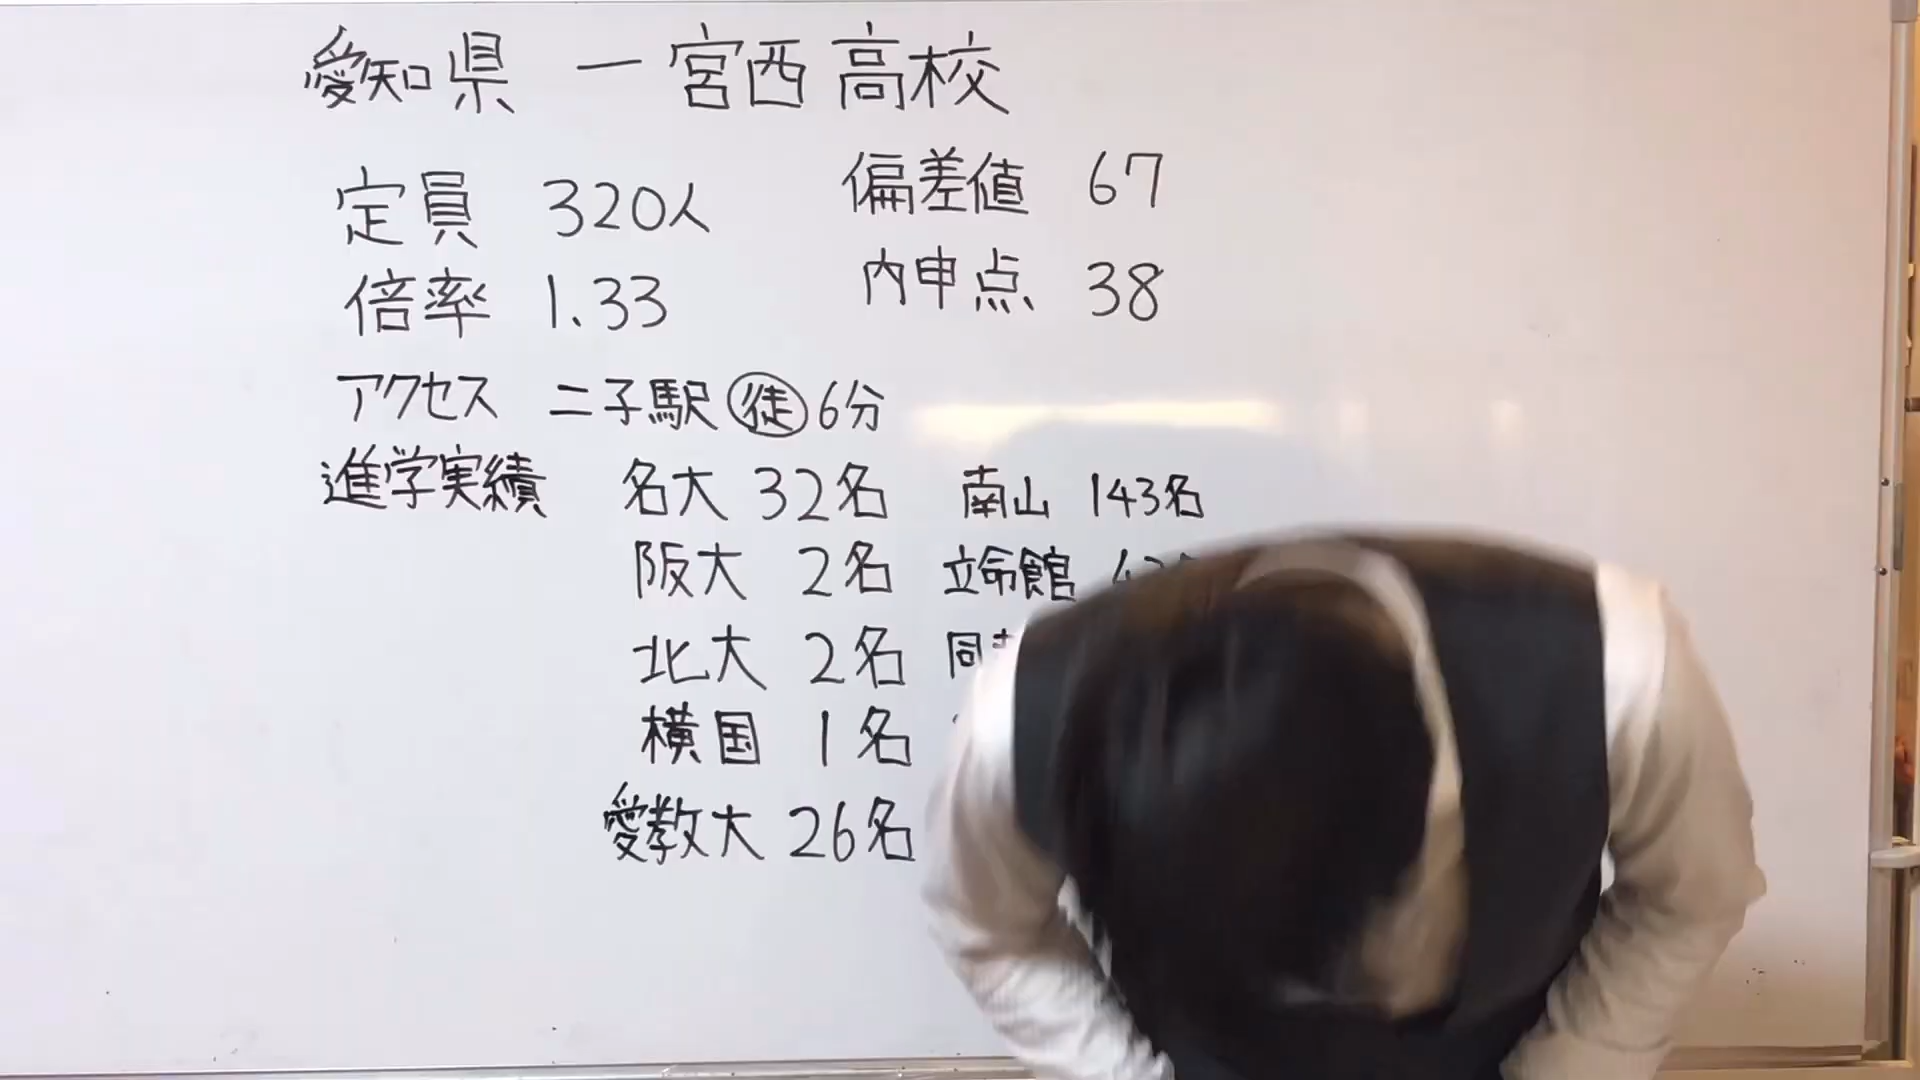 愛知県 一宮西高校
定員 320人 偏差値 67
倍率 1.33 内申点 38
アクセス 二子駅 徒 6分
進学実績 名大 32名 南山 143名
阪大 2名 立命館
北大 2名 同
横国 1名
愛教大 26名